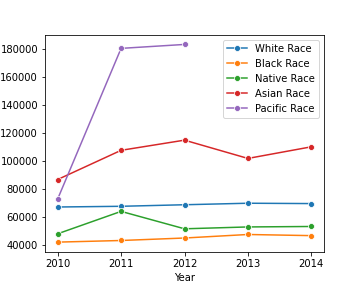 180000
160000
140000
120000
100000
80000
60000
40000
White Race
Black Race
Native Race
Asian Race
Pacific Race
2010 2011 2012 2013 2014
Year